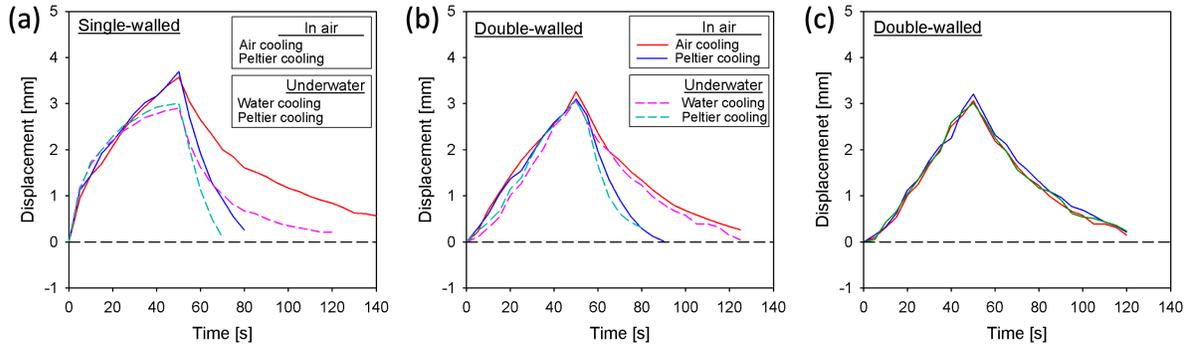 (a)
Single-walled
In air
Air cooling
Peltier cooling
Underwater
Water cooling
Peltier cooling
5
4
3
2
1
0
-1
Displacement [mm]
0 20 40 60 80 100 120 140
Time [s]
(b)
Double-walled
In air
Air cooling
Peltier cooling
Underwater
Water cooling
Peltier cooling
5
4
3
2
1
0
-1
Displacement [mm]
0 20 40 60 80 100 120 140
Time [s]
(c)
Double-walled
5
4
3
2
1
0
-1
Displacemenet [mm]
0 20 40 60 80 100 120 140
Time [s]